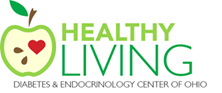 HEALTHY
LIVING
DIABETES & ENDOCRINOLOGY CENTER OF OHIO